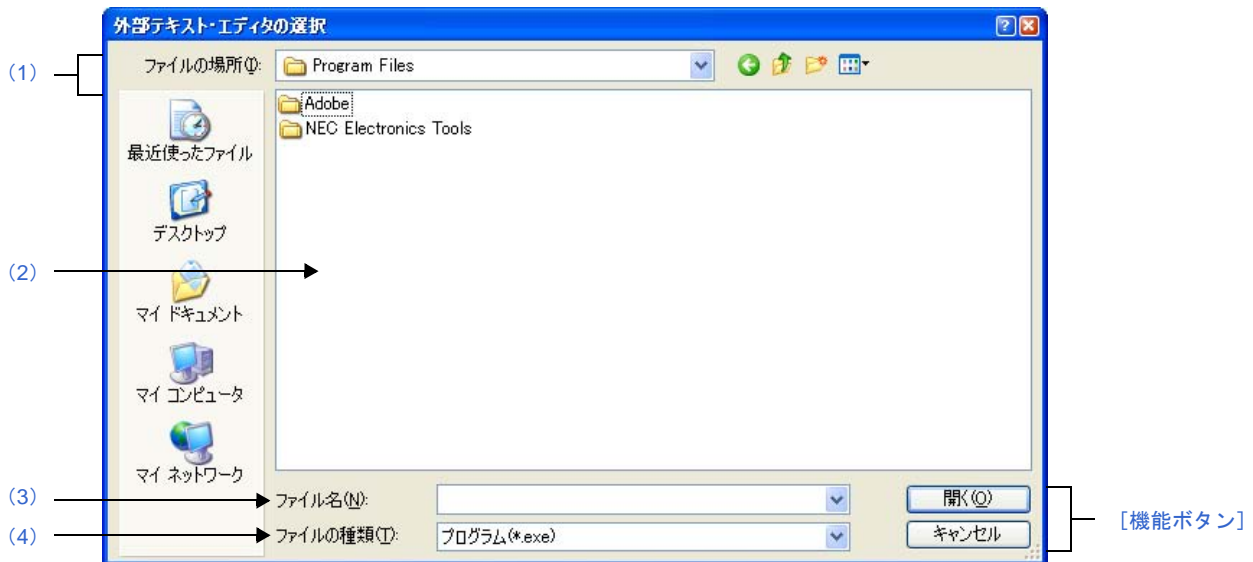 外部テキスト・エディタの選択
(1)
ファイルの場所(I):
Program Files
Adobe
NEC Electronics Tools
最近使ったファイル
デスクトップ
(2)
マイ ドキュメント
マイ コンピュータ
マイ ネットワーク
(3)
ファイル名(N):
開く(O)
(4)
ファイルの種類(T):
プログラム(*.exe)
キャンセル
[機能ボタン]